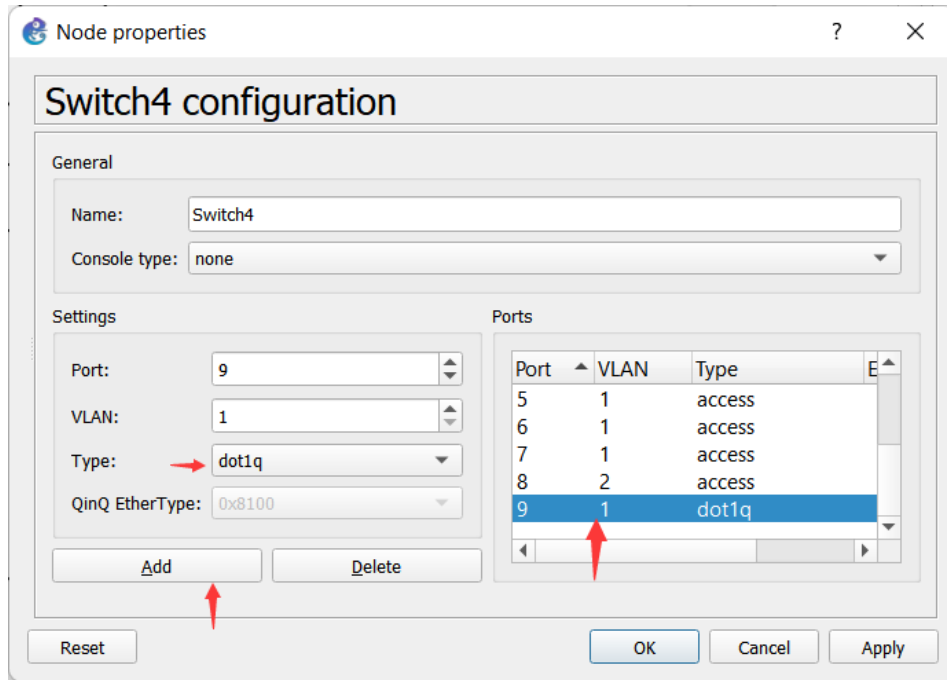 Node properties
Switch4 configuration
General
Name: Switch4
Console type: none
Settings
Port: 9
VLAN: 1
Type: dot1q
QinQ EtherType: 0x8100
Add Delete
Ports
Port VLAN Type E
5 1 access
6 1 access
7 1 access
8 2 access
9 1 dot1q
Reset OK Cancel Apply